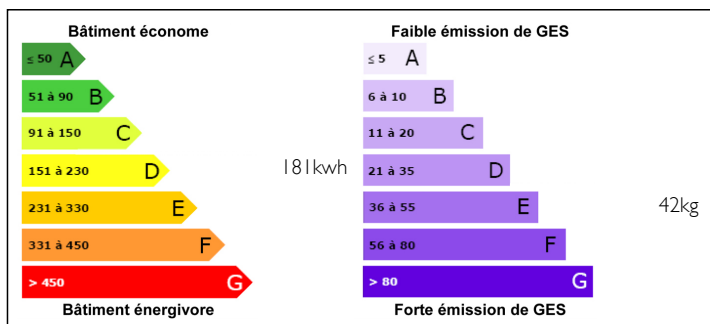 Bâtiment économe
≤ 50 A
51 à 90 B
91 à 150 C
151 à 230 D
181kwh
231 à 330 E
331 à 450 F
> 450 G
Bâtiment énergivore
Faible émission de GES
≤ 5 A
6 à 10 B
11 à 20 C
21 à 35 D
36 à 55 E
42kg
56 à 80 F
> 80 G
Forte émission de GES